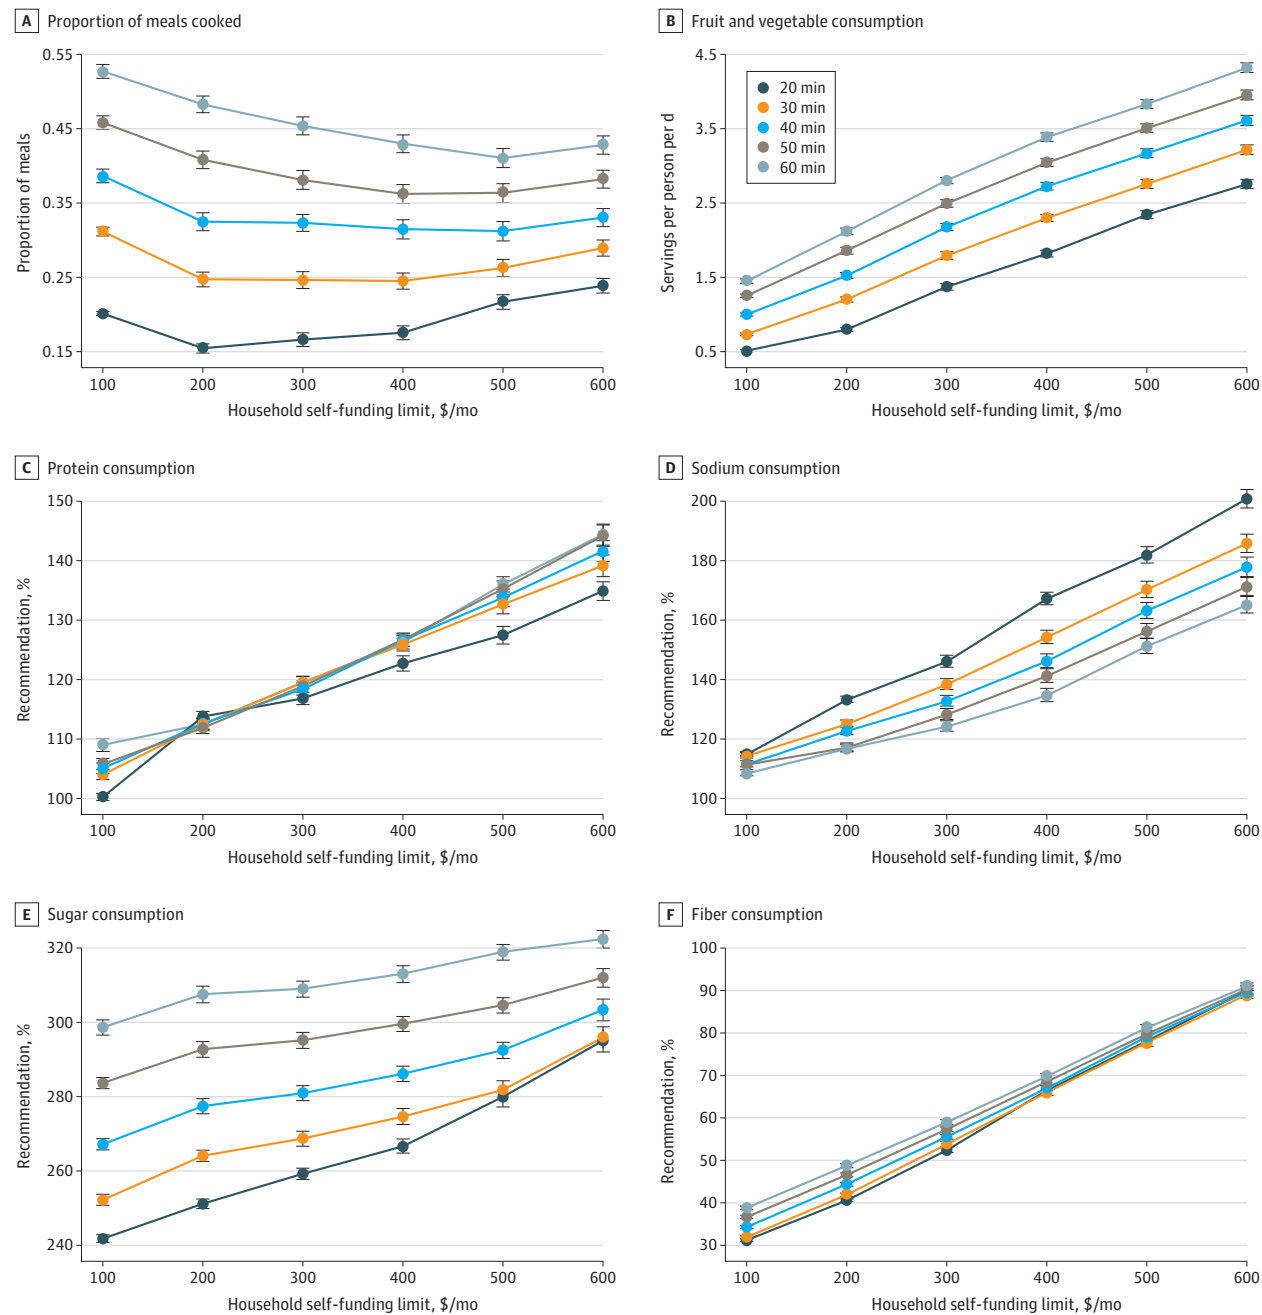 A Proportion of meals cooked
0.55
0.45
0.35
0.25
0.15
Proportion of meals
100 200 300 400 500 600
Household self-funding limit, $/mo
B Fruit and vegetable consumption
4.5
3.5
2.5
1.5
0.5
Servings per person per d
20 min
30 min
40 min
50 min
60 min
100 200 300 400 500 600
Household self-funding limit, $/mo
C Protein consumption
150
140
130
120
110
100
Recommendation, %
100 200 300 400 500 600
Household self-funding limit, $/mo
D Sodium consumption
200
180
160
140
120
100
Recommendation, %
100 200 300 400 500 600
Household self-funding limit, $/mo
E Sugar consumption
320
300
280
260
240
Recommendation, %
100 200 300 400 500 600
Household self-funding limit, $/mo
F Fiber consumption
100
90
80
70
60
50
40
30
Recommendation, %
100 200 300 400 500 600
Household self-funding limit, $/mo